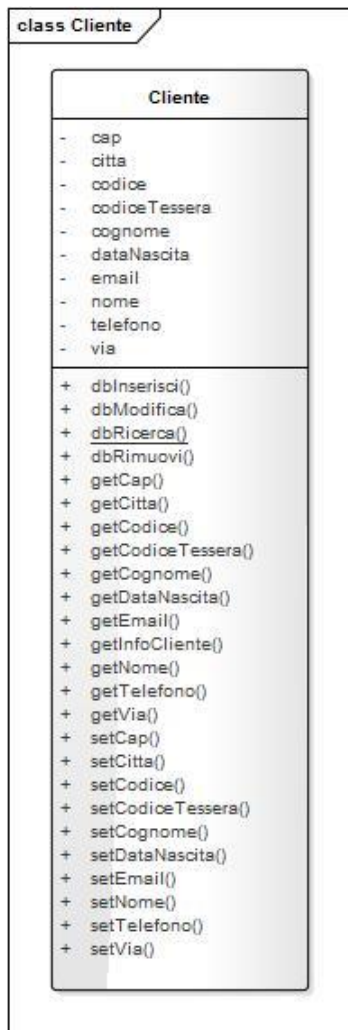 class Cliente
Cliente
- cap
- citta
- codice
- codiceTessera
- cognome
- dataNascita
- email
- nome
- telefono
- via
+ dbInserisci()
+ dbModifica()
+ dbRicerca()
+ dbRimuovi()
+ getCap()
+ getCitta()
+ getCodice()
+ getCodiceTessera()
+ getCognome()
+ getDataNascita()
+ getEmail()
+ getInfoCliente()
+ getNome()
+ getTelefono()
+ getVia()
+ setCap()
+ setCitta()
+ setCodice()
+ setCodiceTessera()
+ setCognome()
+ setDataNascita()
+ setEmail()
+ setNome()
+ setTelefono()
+ setVia()